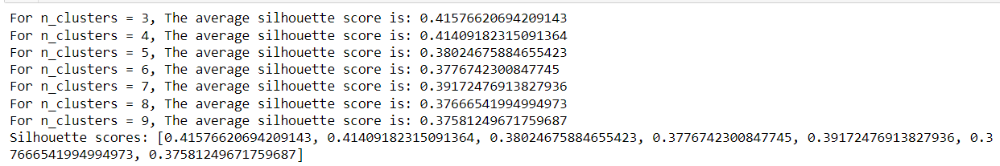 For n_clusters = 3, The average silhouette score is: 0.41576620694209143
For n_clusters = 4, The average silhouette score is: 0.41409182315091364
For n_clusters = 5, The average silhouette score is: 0.38024675884655423
For n_clusters = 6, The average silhouette score is: 0.3776742300847745
For n_clusters = 7, The average silhouette score is: 0.39172476913827936
For n_clusters = 8, The average silhouette score is: 0.37666541994994973
For n_clusters = 9, The average silhouette score is: 0.37581249671759687
Silhouette scores: [0.41576620694209143, 0.41409182315091364, 0.38024675884655423, 0.3776742300847745, 0.39172476913827936, 0.3
7666541994994973, 0.37581249671759687]